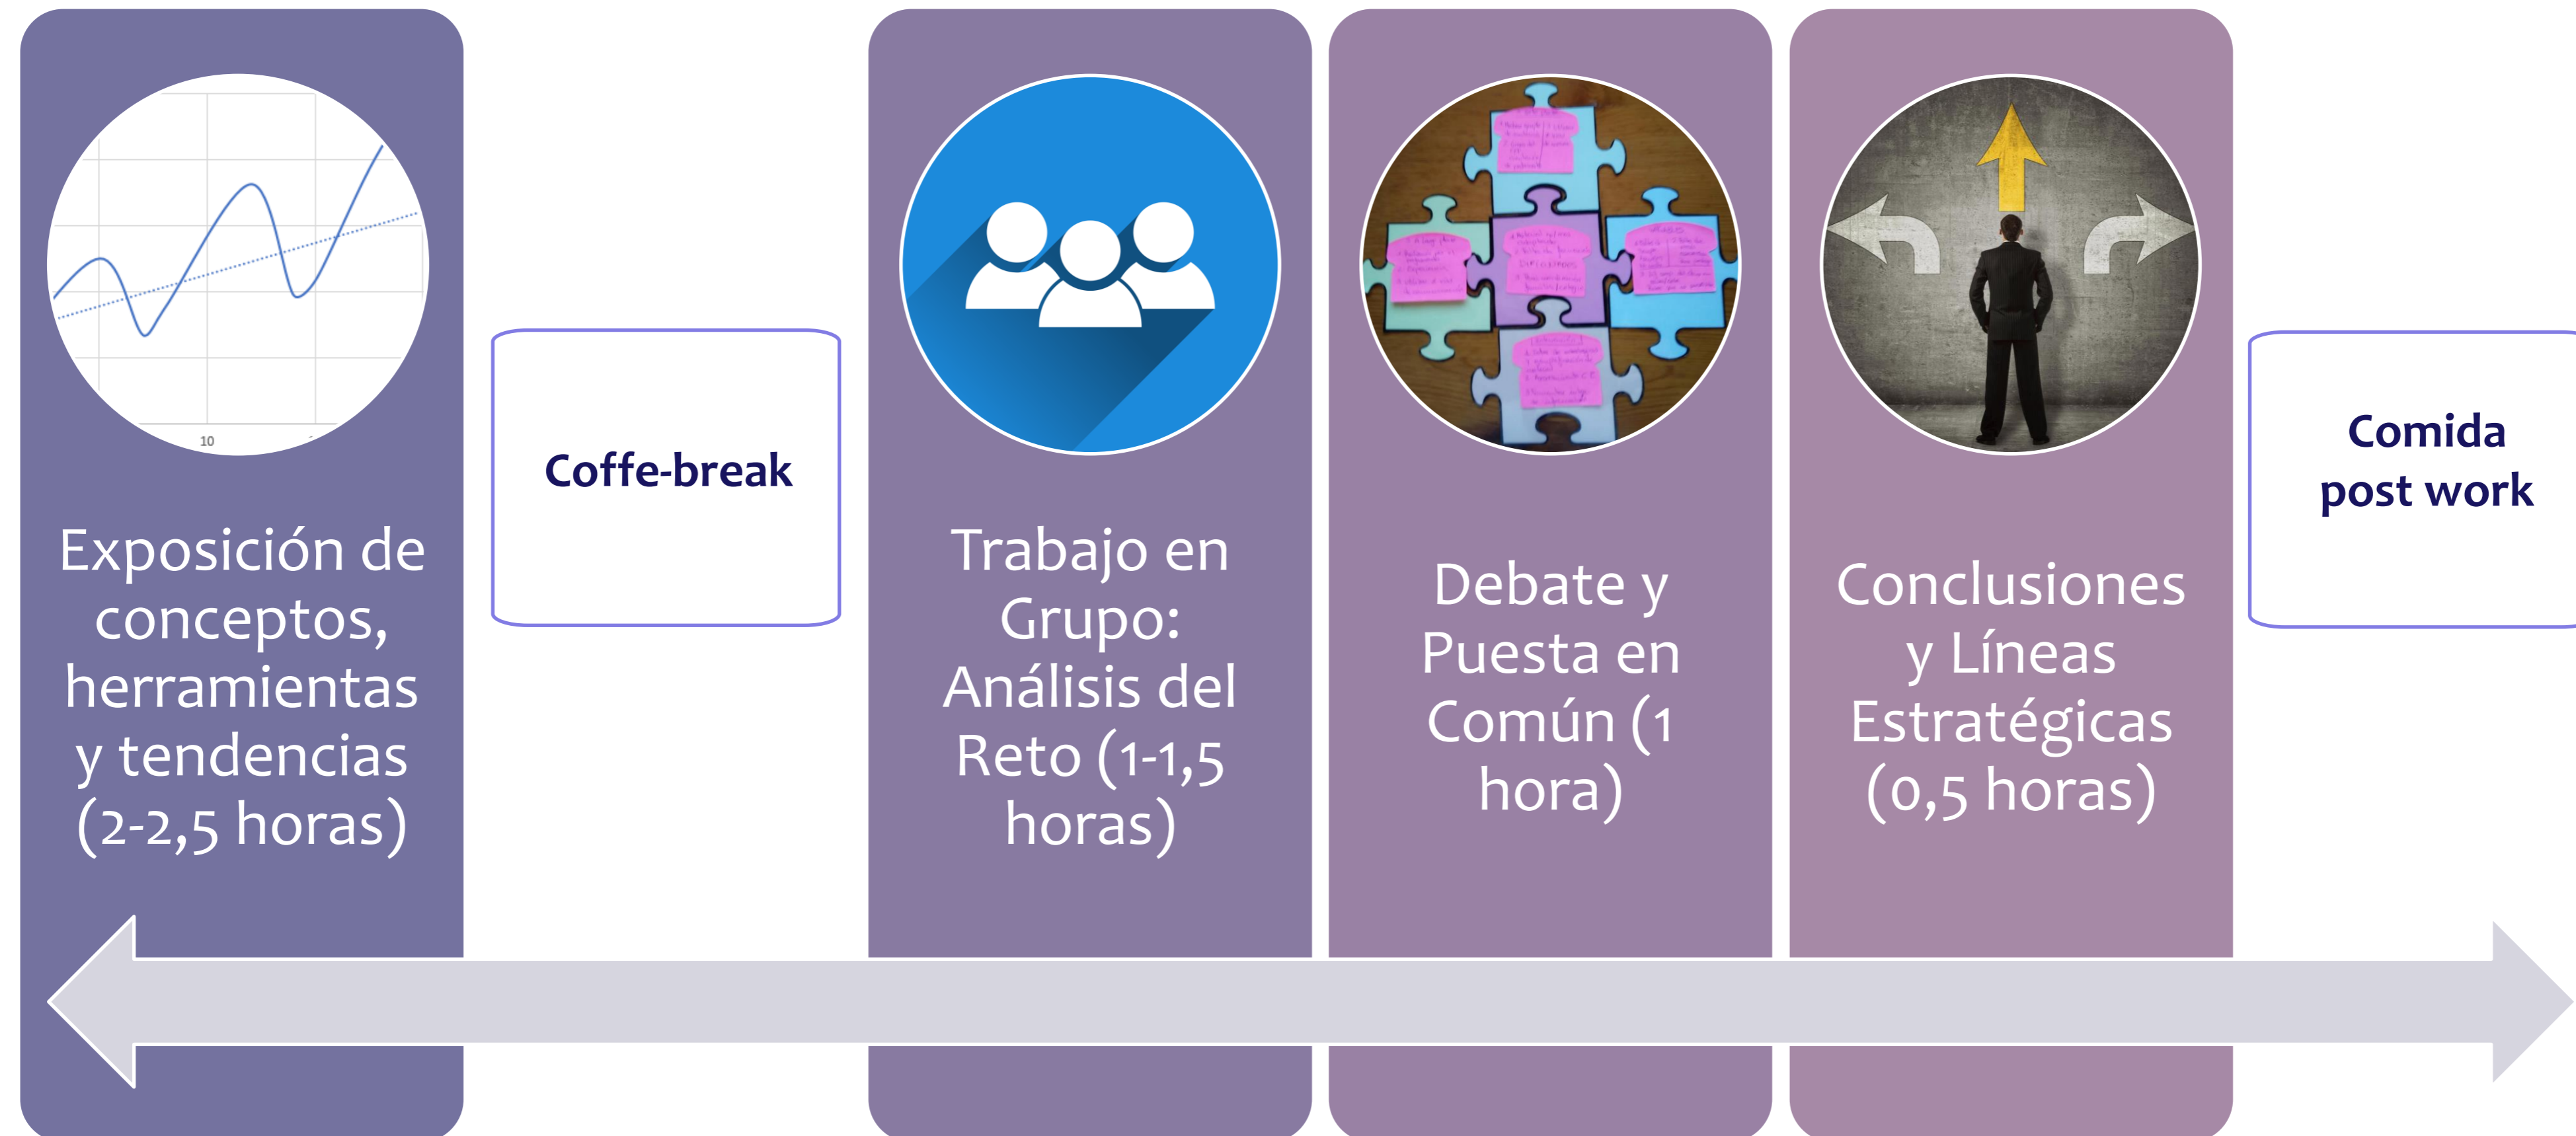 10
Exposición de
conceptos,
herramientas
y tendencias
(2-2,5 horas)
Coffe-break
Trabajo en
Grupo:
Análisis del
Reto (1-1,5
horas)
Debate y
Puesta en
Común (1
hora)
Conclusiones
y Líneas
Estratégicas
(0,5 horas)
Comida
post work